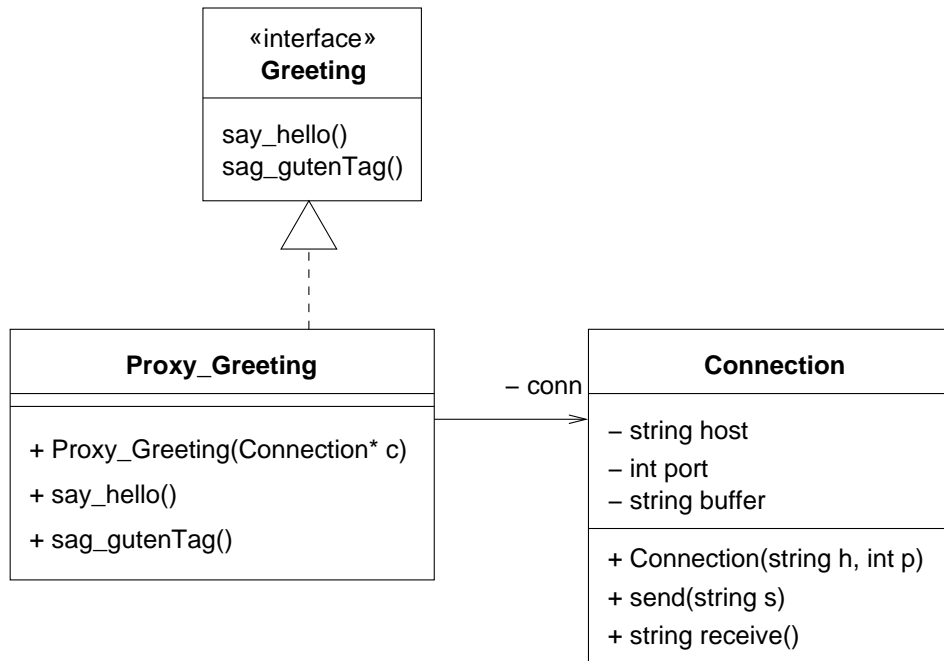 «interface»
Greeting
say_hello()
sag_gutenTag()
Proxy_Greeting
+ Proxy_Greeting(Connection* c)
+ say_hello()
+ sag_gutenTag()
– conn
Connection
– string host
– int port
– string buffer
+ Connection(string h, int p)
+ send(string s)
+ string receive()